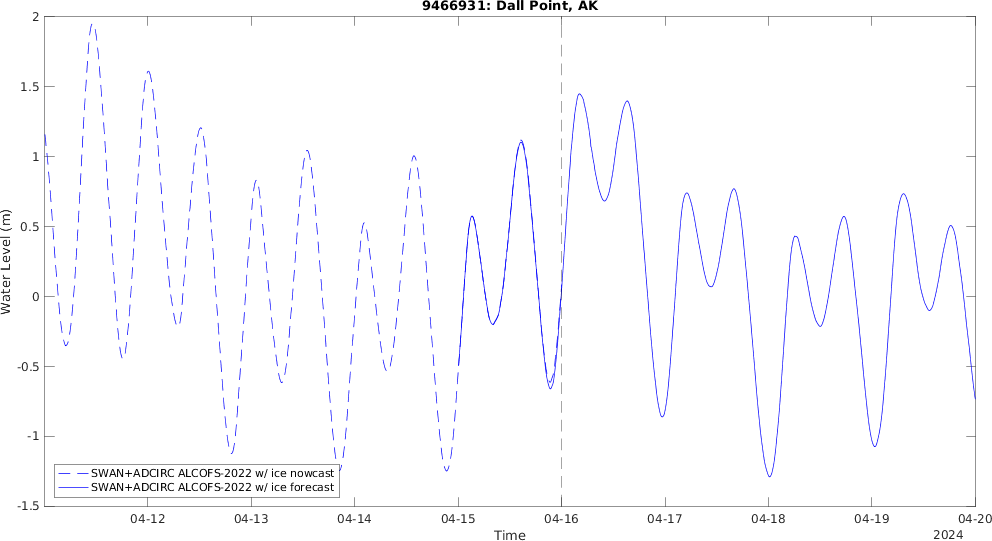 9466931: Dall Point, AK
2
1.5
1
0.5
0
-0.5
-1
-1.5
Water Level (m)
SWAN+ADCIRC ALCOFS-2022 w/ ice nowcast
SWAN+ADCIRC ALCOFS-2022 w/ ice forecast
04-12 04-13 04-14 04-15 04-16 04-17 04-18 04-19 04-20
Time
2024